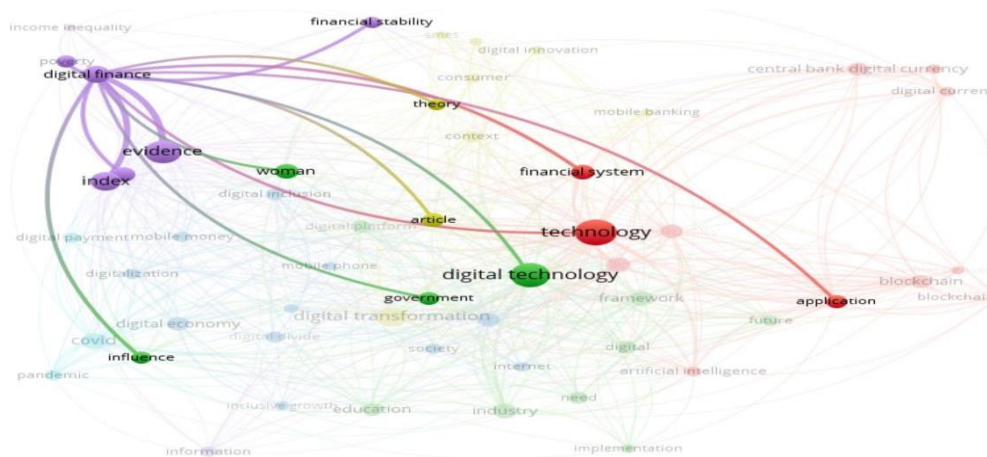 financial stability
income inequality
smes
digital innovation
poverty
central bank digital currency
digital finance
consumer
digital curren
theory
mobile banking
context
evidence
woman
financial system
index
digital inclusion
article
digital platform
technology
digital payment
mobile money
mobile phone
digitalization
digital technology
blockchain
government
framework
application
blockchain
digital transformation
digital economy
future
covid
digital divide
society
digital
influence
internet
pandemic
artificial intelligence
need
inclusive growth
education
industry
information
implementation